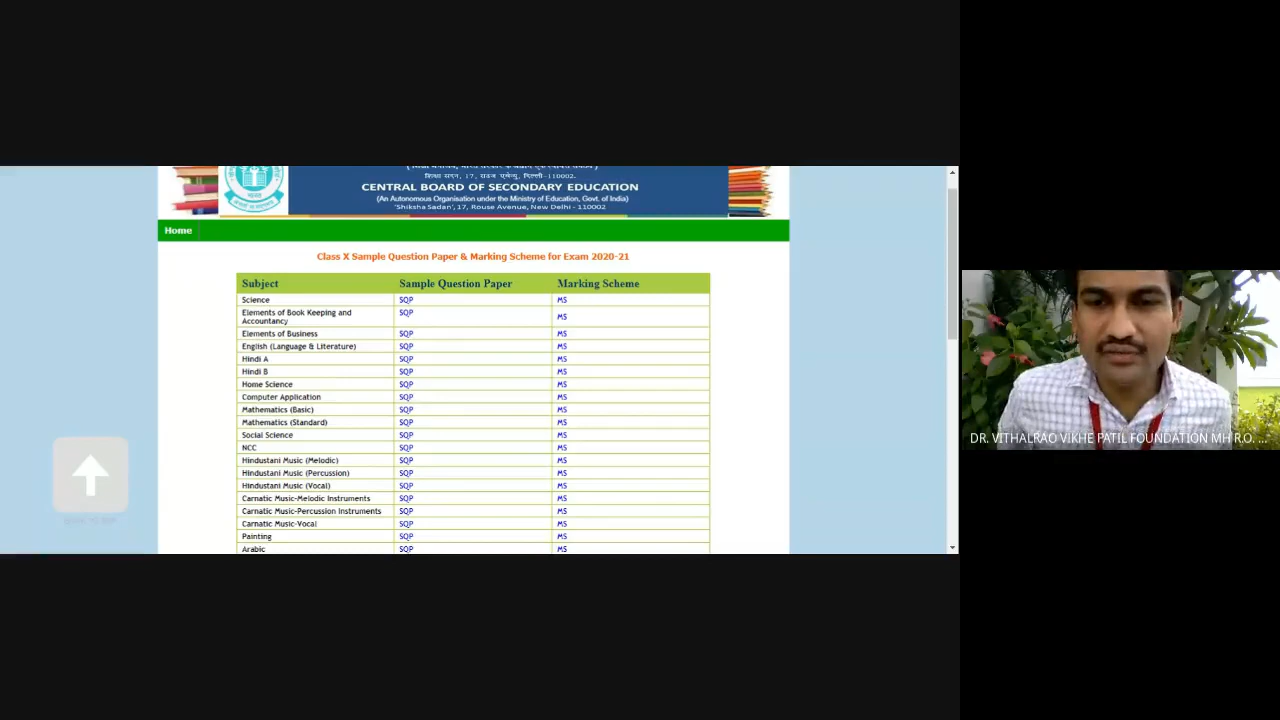 शिक्षा सदन, 17, राउज़ एवेन्यू, दिल्ली-110002.
CENTRAL BOARD OF SECONDARY EDUCATION
(An Autonomous Organisation under the Ministry of Education, Govt. of India)
'Shiksha Sadan', 17, Rouse Avenue, New Delhi - 110002
Home
Class X Sample Question Paper & Marking Scheme for Exam 2020-21
Subject Sample Question Paper Marking Scheme
Science SQP MS
Elements of Book Keeping and Accountancy SQP MS
Elements of Business SQP MS
English (Language & Literature) SQP MS
Hindi A SQP MS
Hindi B SQP MS
Home Science SQP MS
Computer Application SQP MS
Mathematics (Basic) SQP MS
Mathematics (Standard) SQP MS
Social Science SQP MS
NCC SQP MS
Hindustani Music (Melodic) SQP MS
Hindustani Music (Percussion) SQP MS
Hindustani Music (Vocal) SQP MS
Carnatic Music-Melodic Instruments SQP MS
Carnatic Music-Percussion Instruments SQP MS
Carnatic Music-Vocal SQP MS
Painting SQP MS
Arabic SQP MS
DR. VITHALRAO VIKHE PATIL FOUNDATION MH R.O. ...